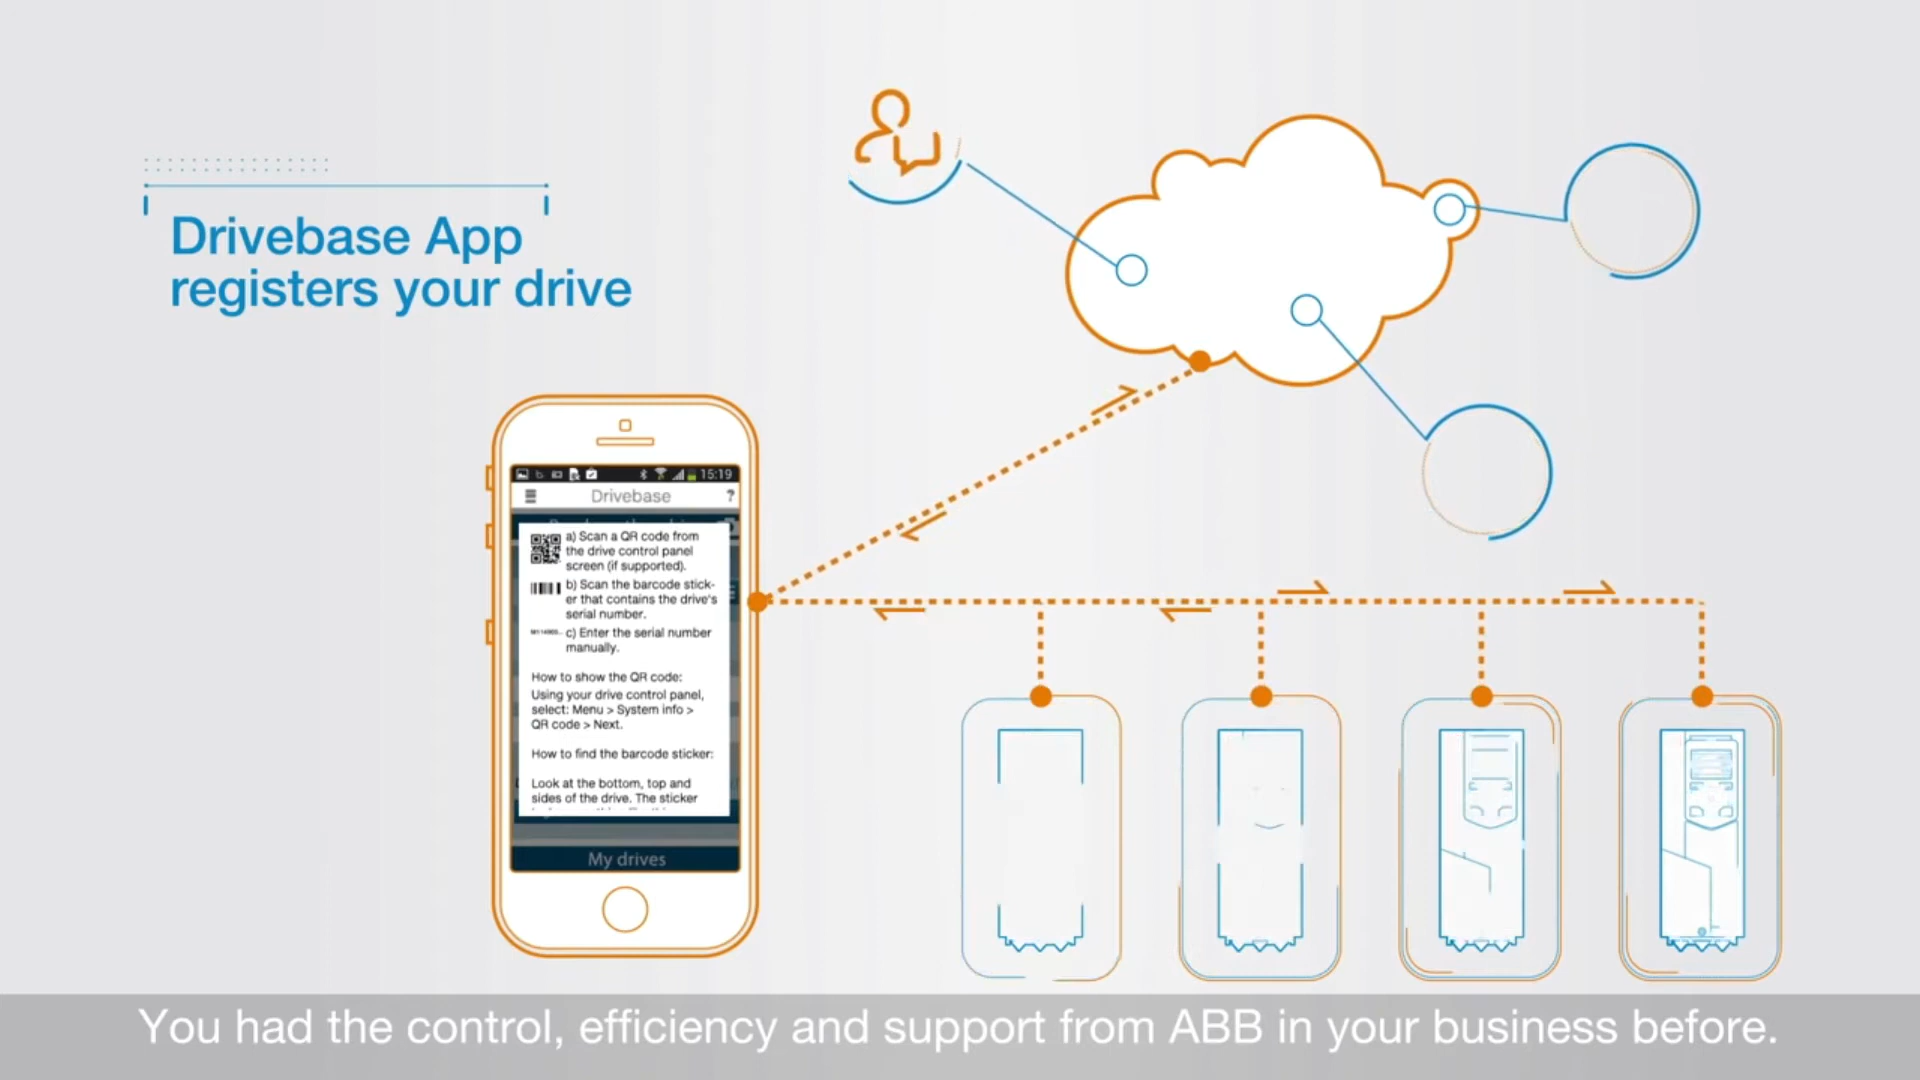 Drivebase App
registers your drive
15:19
Drivebase ?
a) Scan a QR code from
the drive control panel
screen (if supported).
b) Scan the barcode stick-
er that contains the drive's
serial number.
c) Enter the serial number
manually.
How to show the QR code:
Using your drive control panel,
select: Menu > System info >
QR code > Next.
How to find the barcode sticker:
Look at the bottom, top and
sides of the drive. The sticker
My drives
You had the control, efficiency and support from ABB in your business before.